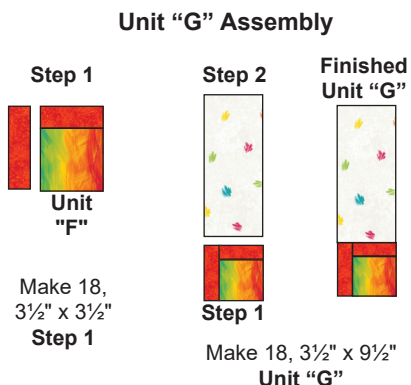 Unit “G” Assembly
Step 1
Unit
"F"
Make 18,
3½" x 3½"
Step 1
Step 2
Step 1
Finished
Unit “G”
Make 18, 3½" x 9½"
Unit “G”